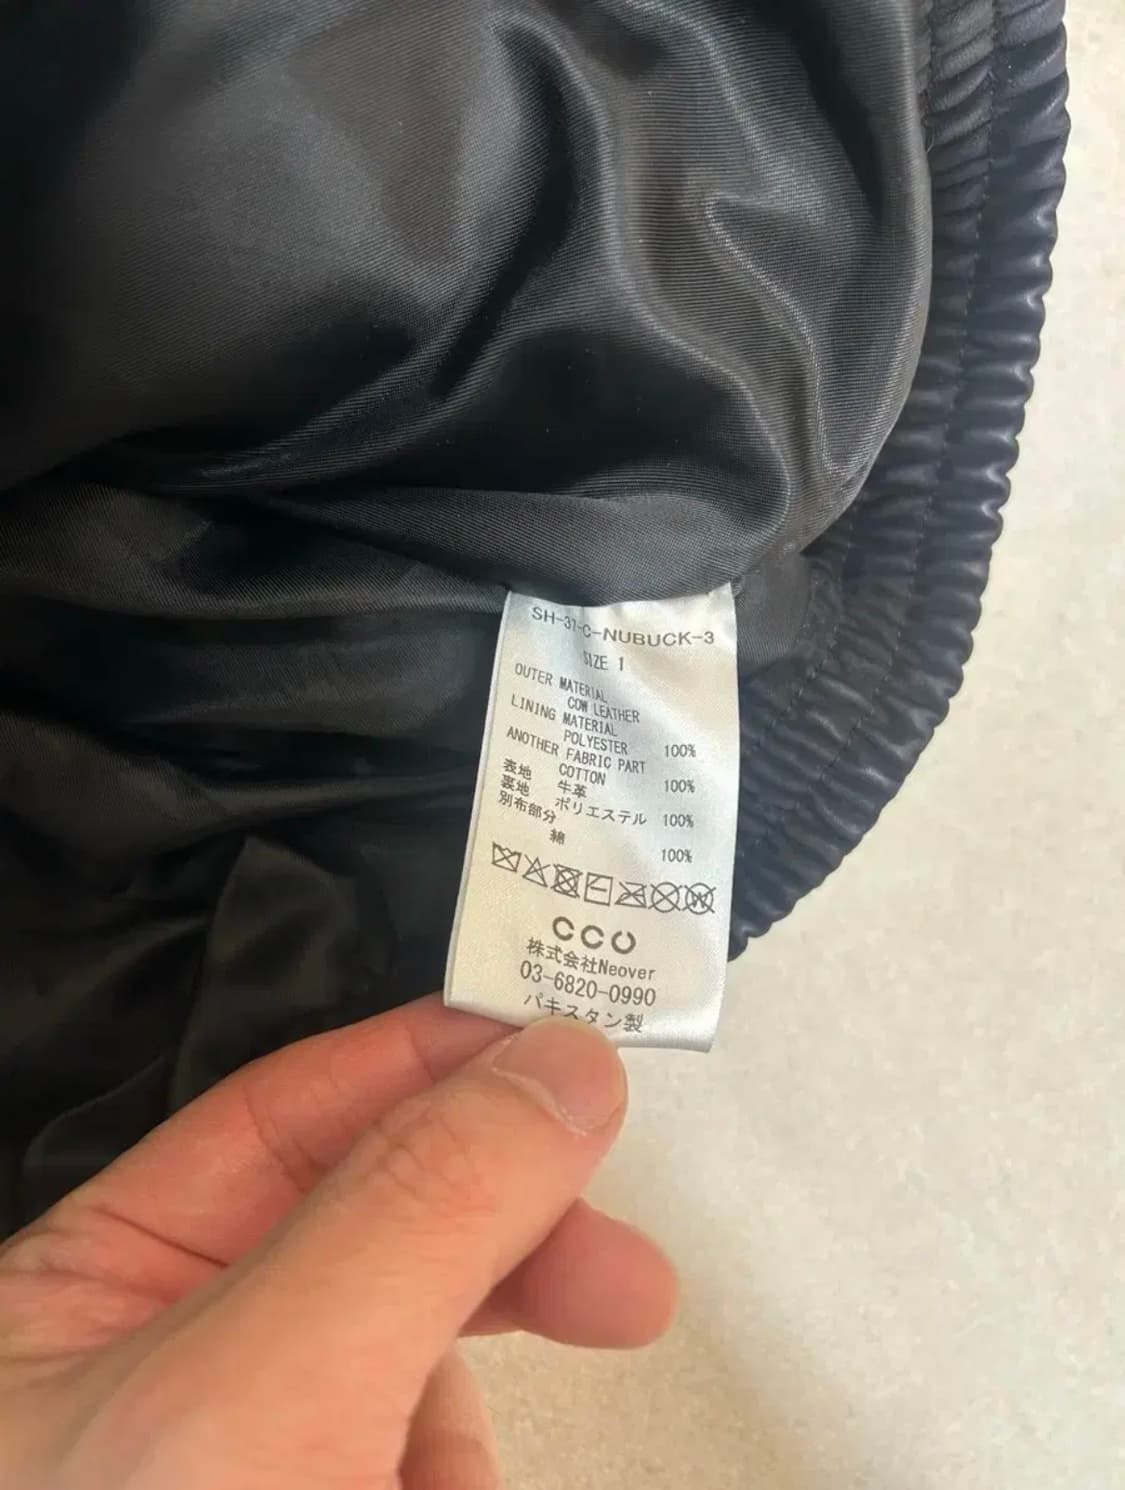 SH-31-C-NUBUCK-3
SIZE 1
OUTER MATERIAL
COW LEATHER
LINING MATERIAL
POLYESTER 100%
ANOTHER FABRIC PART
COTTON 100%
表地 牛革
裏地 ポリエステル 100%
別布部分
綿 100%
W
CCU
株式会社Neover
03-6820-0990
パキスタン製